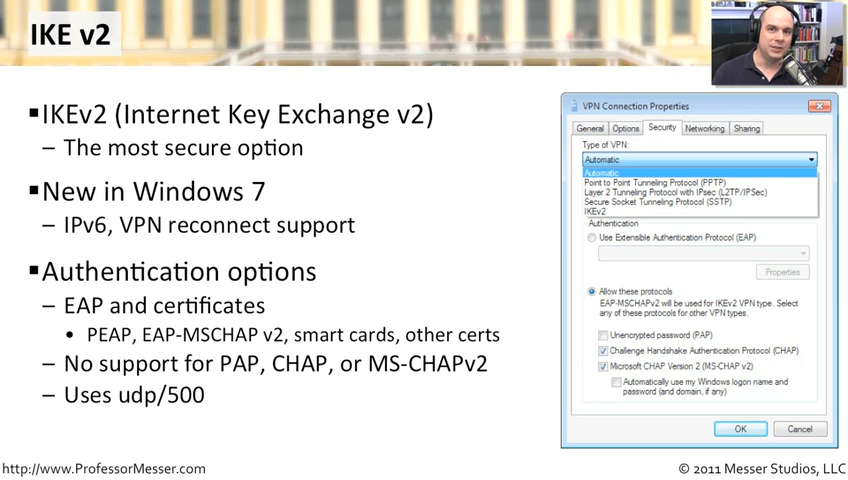 IKE v2
▪IKEv2 (Internet Key Exchange v2)
– The most secure option
▪New in Windows 7
– IPv6, VPN reconnect support
▪Authentication options
– EAP and certificates
• PEAP, EAP-MSCHAP v2, smart cards, other certs
– No support for PAP, CHAP, or MS-CHAPv2
– Uses udp/500
VPN Connection Properties
General Options Security Networking Sharing
Type of VPN:
Automatic
Automatic
Point to Point Tunneling Protocol (PPTP)
Layer 2 Tunneling Protocol with IPsec (L2TP/IPSec)
Secure Socket Tunneling Protocol (SSTP)
IKEv2
Authentication
Use Extensible Authentication Protocol (EAP)
Properties
Allow these protocols
EAP-MSCHAPv2 will be used for IKEv2 VPN type. Select
any of these protocols for other VPN types.
Unencrypted password (PAP)
Challenge Handshake Authentication Protocol (CHAP)
Microsoft CHAP Version 2 (MS-CHAP v2)
Automatically use my Windows logon name and
password (and domain, if any)
OK Cancel
http://www.ProfessorMesser.com
© 2011 Messer Studios, LLC